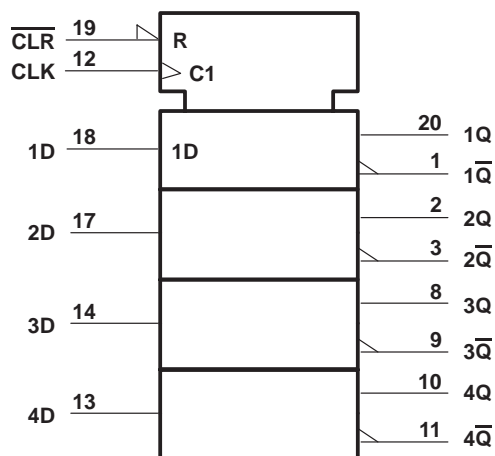 C̅L̅R̅ 19 R
CLK 12 C1
1D 18 1D 20 1Q
1 1Q̅
2D 17 2 2Q
3 2Q̅
3D 14 8 3Q
9 3Q̅
4D 13 10 4Q
11 4Q̅